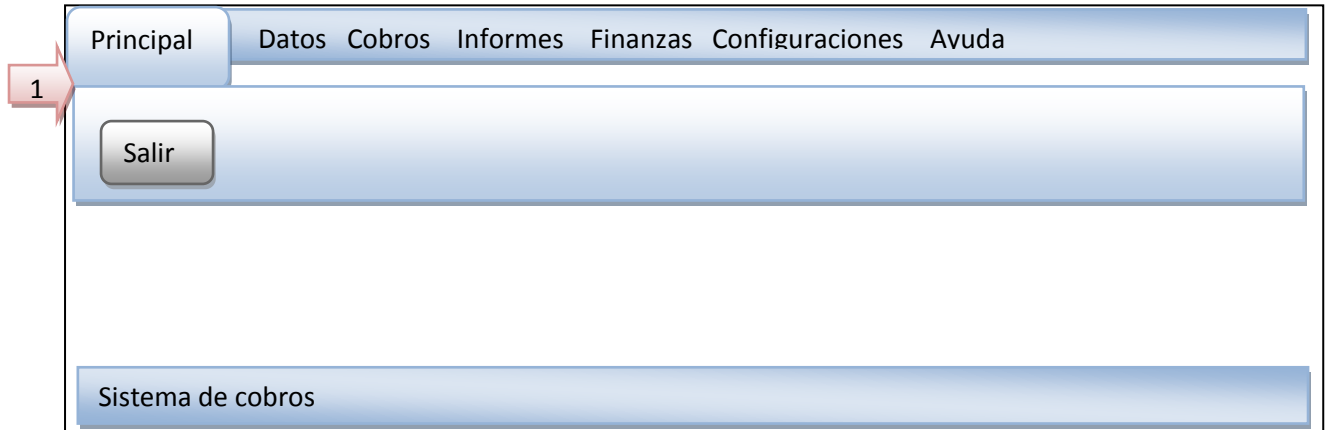 Principal Datos Cobros Informes Finanzas Configuraciones Ayuda
1
Salir
Sistema de cobros